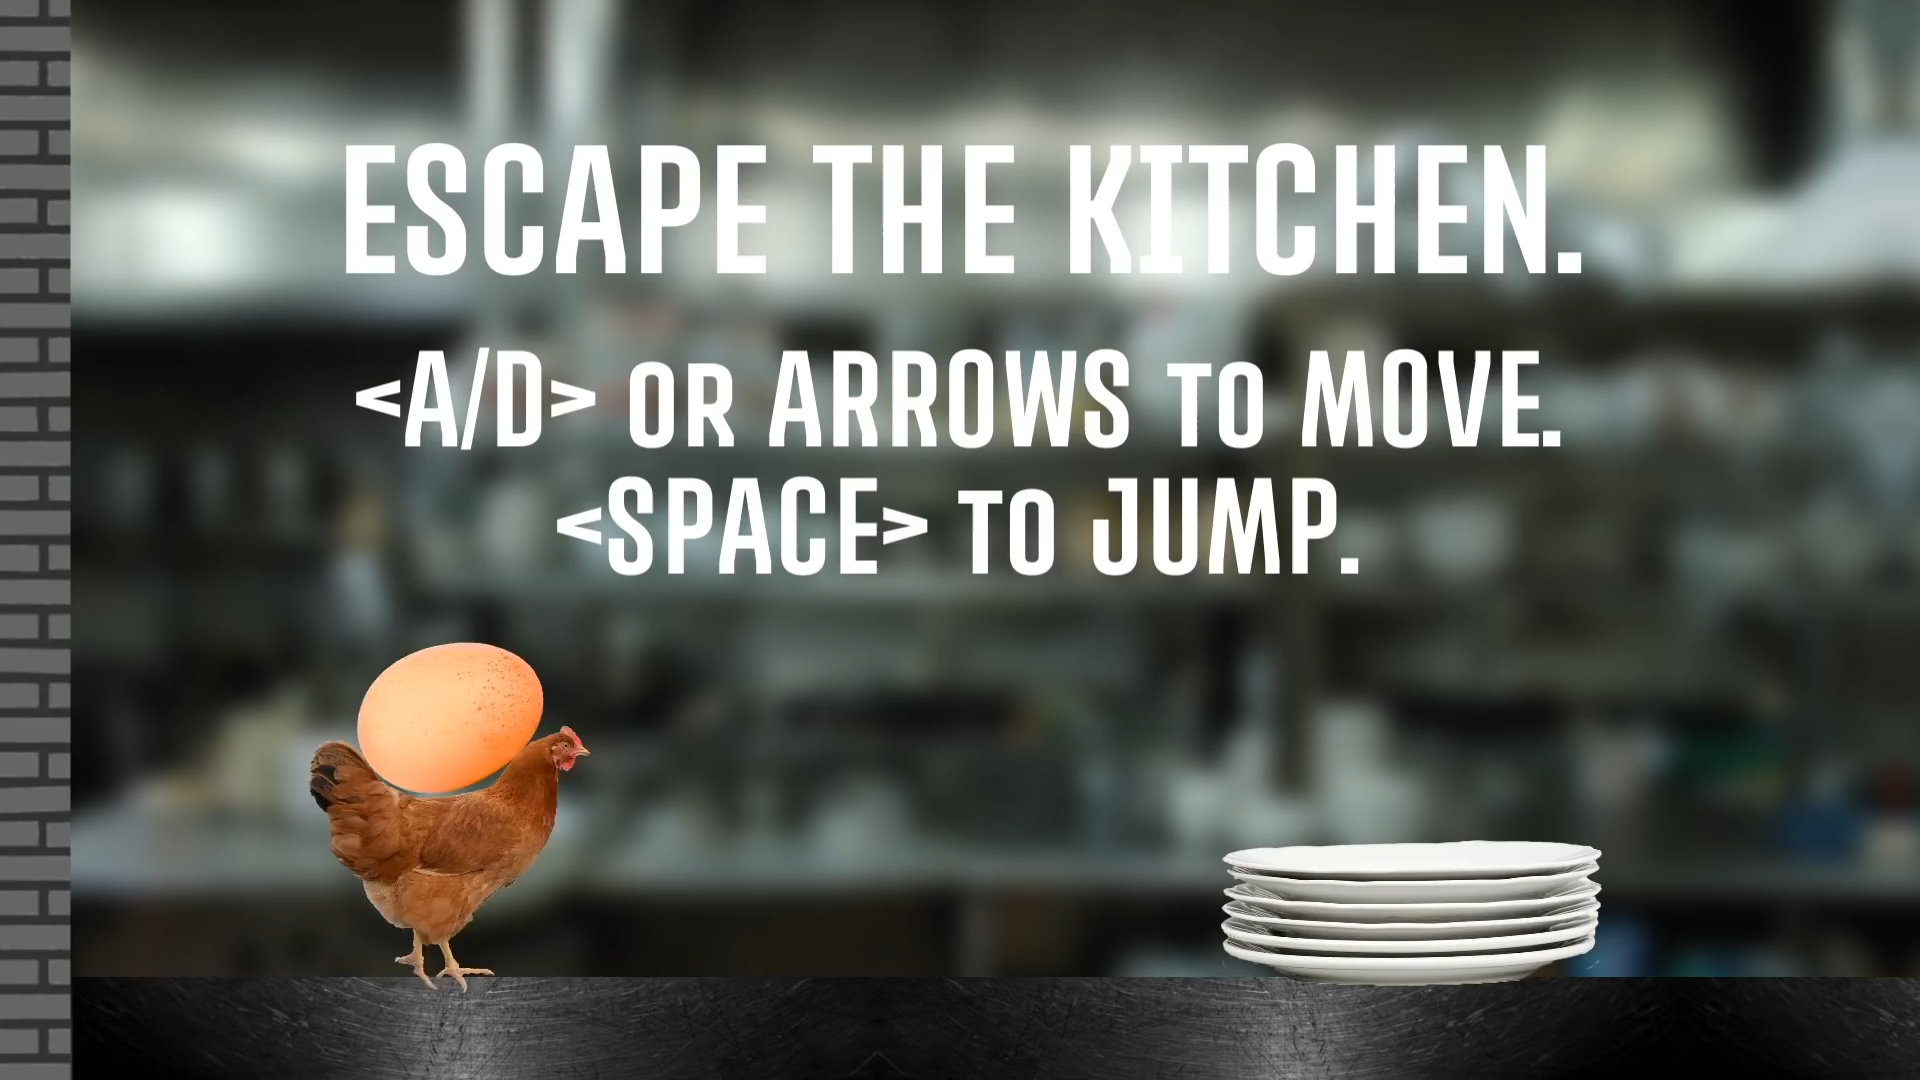 ESCAPE THE KITCHEN.
<A/D> OR ARROWS TO MOVE.
<SPACE> TO JUMP.